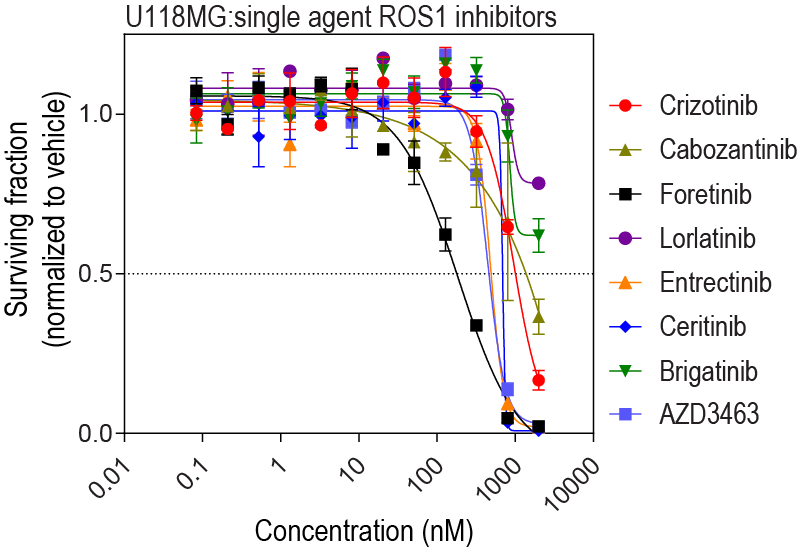 U118MG:single agent ROS1 inhibitors
Surviving fraction
(normalized to vehicle)
1.0
0.5
0.0
0.01
0.1
1
10
100
1000
10000
Concentration (nM)
Crizotinib
Cabozantinib
Foretinib
Lorlatinib
Entrectinib
Ceritinib
Brigatinib
AZD3463